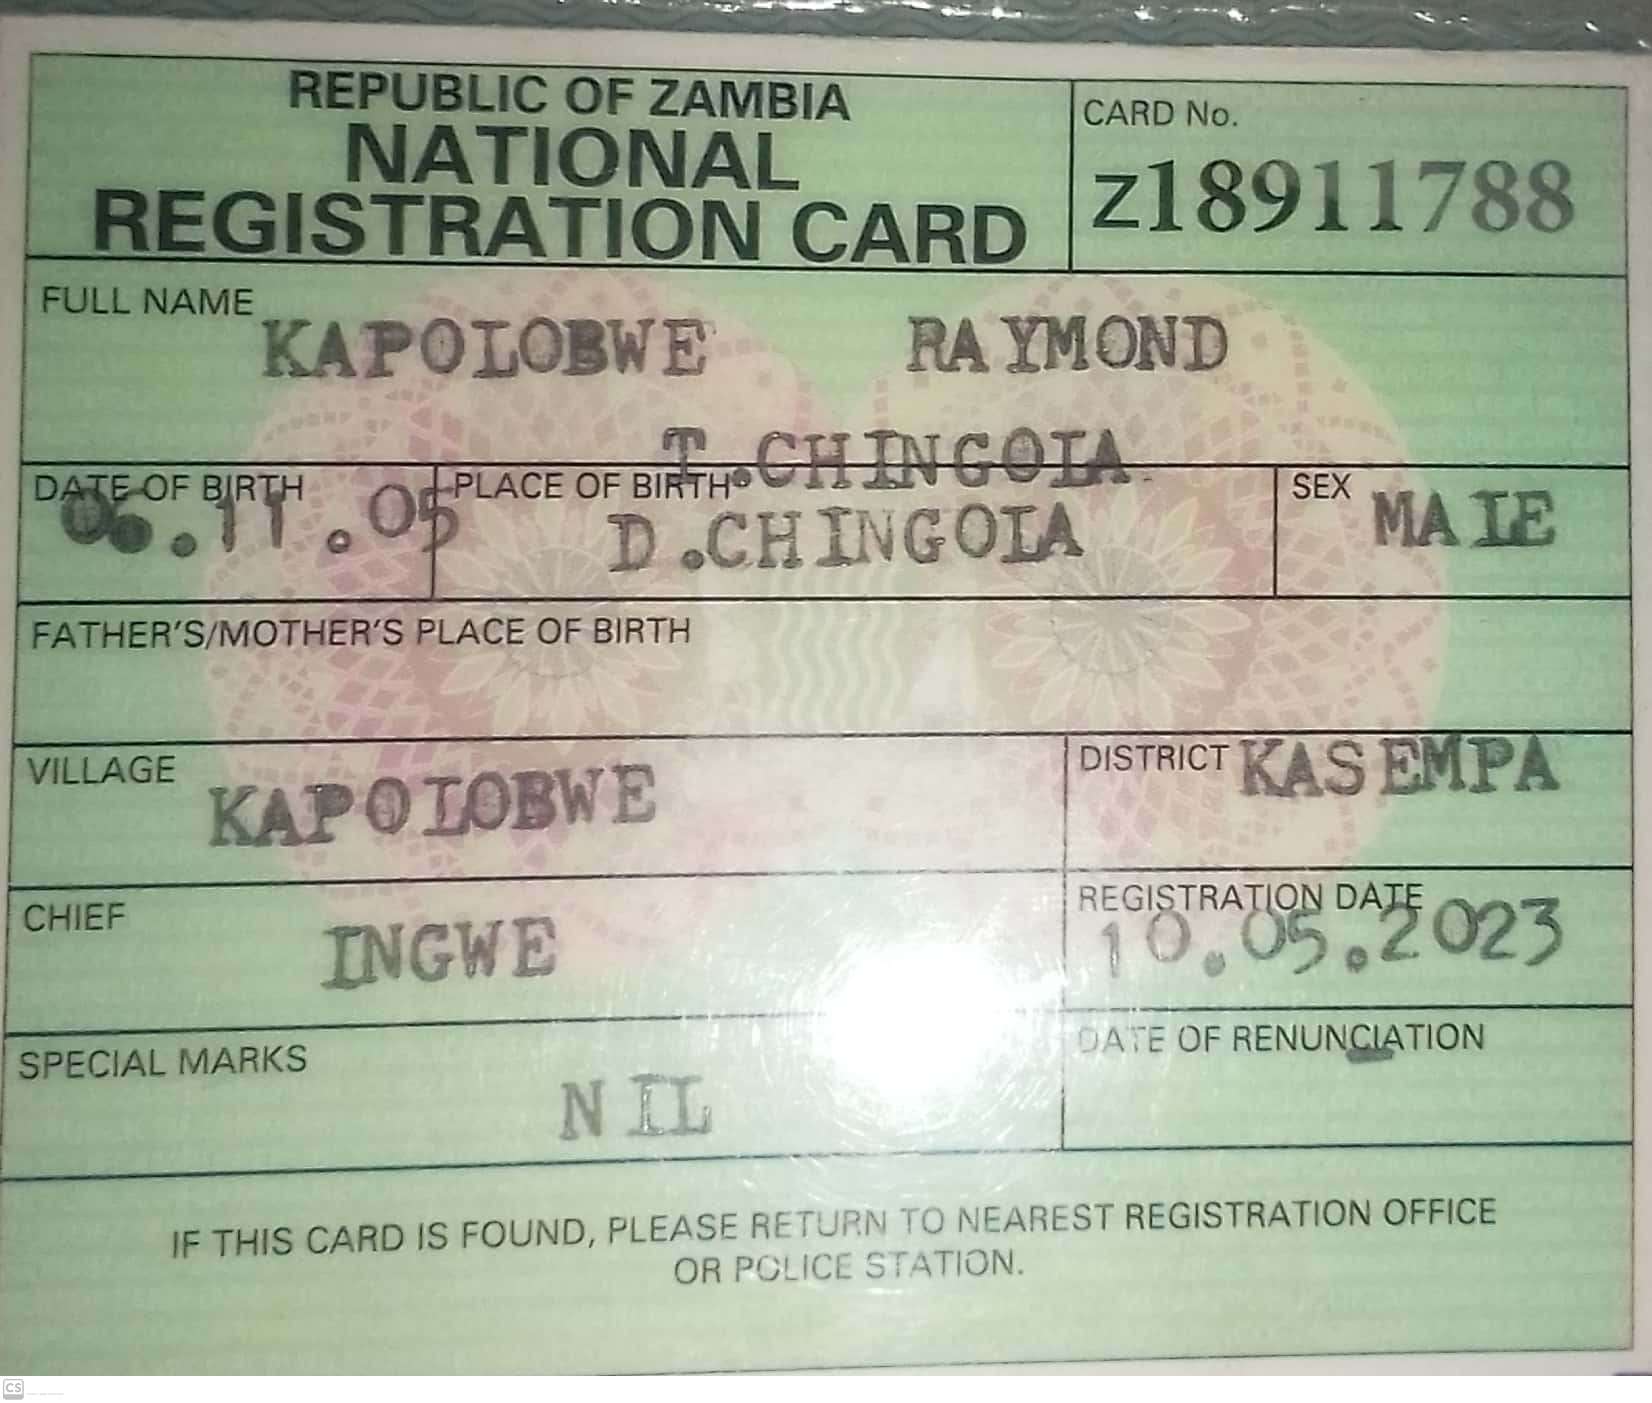 REPUBLIC OF ZAMBIA
NATIONAL
REGISTRATION CARD
CARD No.
Z18911788
FULL NAME
KAPOLOBWE RAYMOND
DATE OF BIRTH
06.11.05
PLACE OF BIRTH
T.CHINGOLA
D.CHINGOLA
SEX
MALE
FATHER'S/MOTHER'S PLACE OF BIRTH
VILLAGE
KAPOLOBWE
DISTRICT
KASEMPA
CHIEF
INGWE
REGISTRATION DATE
10.05.2023
SPECIAL MARKS
NIL
DATE OF RENUNCIATION
IF THIS CARD IS FOUND, PLEASE RETURN TO NEAREST REGISTRATION OFFICE
OR POLICE STATION.
CS